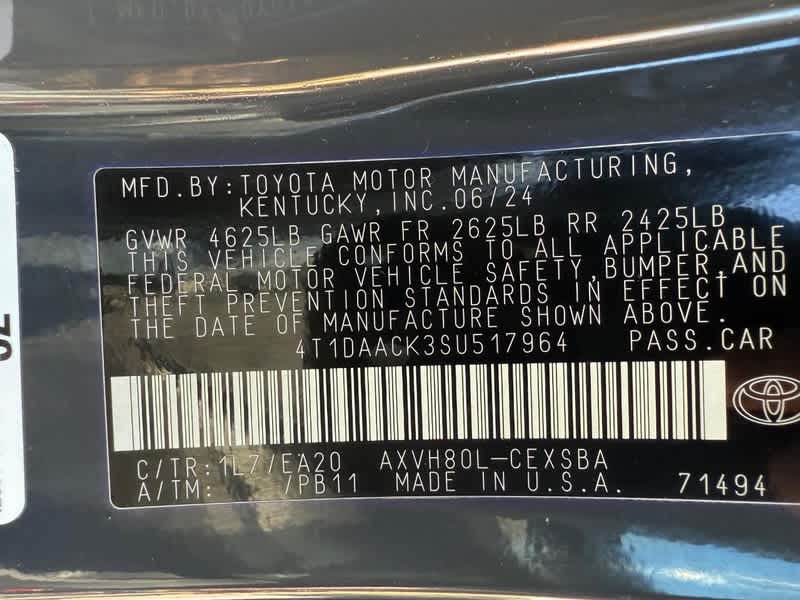 MFD.BY:TOYOTA MOTOR MANUFACTURING,
KENTUCKY,INC.06/24
GVWR 4625LB GAWR FR 2625LB RR 2425LB
THIS VEHICLE CONFORMS TO ALL APPLICABLE
FEDERAL MOTOR VEHICLE SAFETY,BUMPER,AND
THEFT PREVENTION STANDARDS IN EFFECT ON
THE DATE OF MANUFACTURE SHOWN ABOVE.
4T1DAACK3SU517964 PASS.CAR
C/TR:1L7/EA20 AXVH80L-CEXSBA
A/TM: /PB11 MADE IN U.S.A. 71494